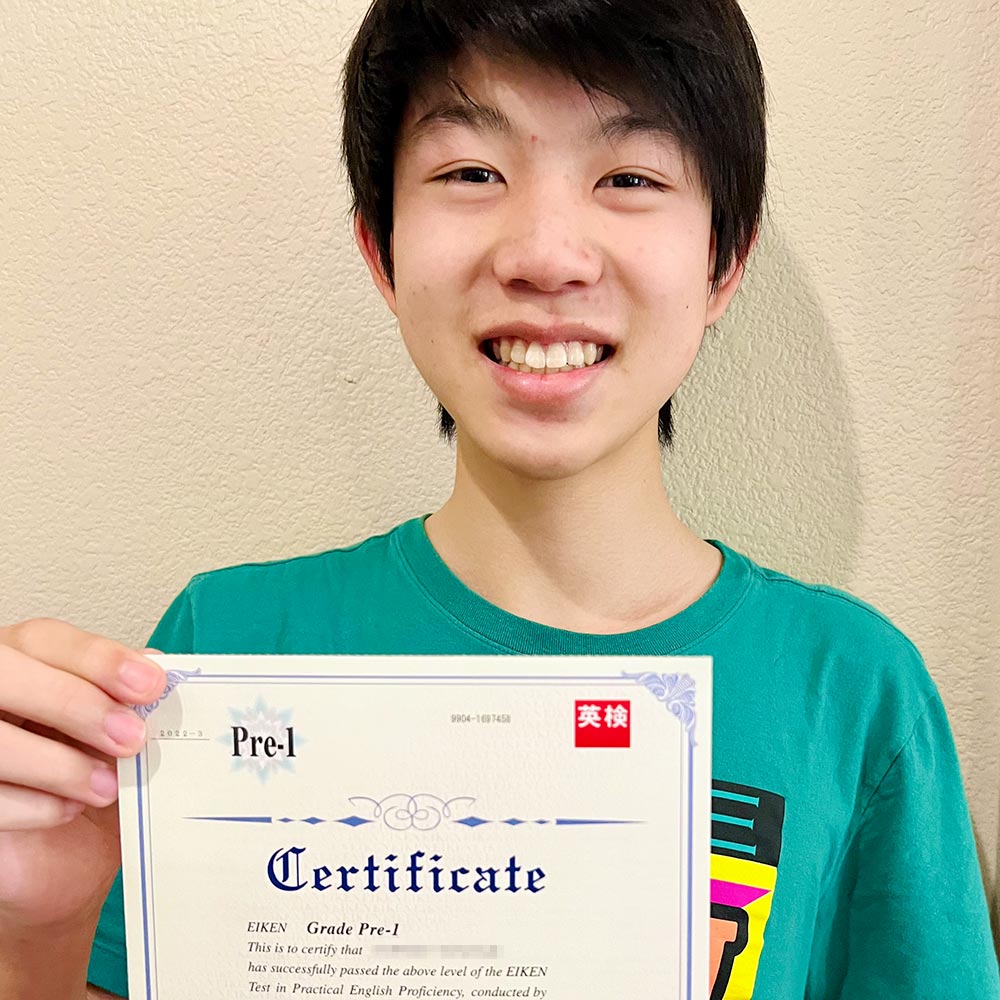 2022-3
Pre-1
9904-1697458
英検
Certificate
EIKEN Grade Pre-1
This is to certify that
has successfully passed the above level of the EIKEN
Test in Practical English Proficiency, conducted by